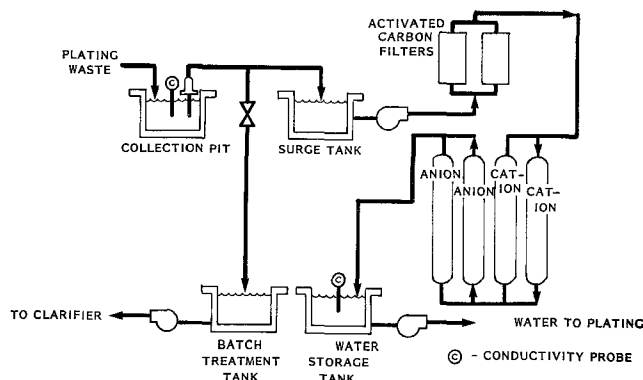 ACTIVATED
CARBON
FILTERS
PLATING
WASTE
C
COLLECTION PIT
SURGE TANK
ANION
ANION
CAT-
ION
CAT-
ION
C
TO CLARIFIER
BATCH
TREATMENT
TANK
WATER
STORAGE
TANK
WATER TO PLATING
C - CONDUCTIVITY PROBE